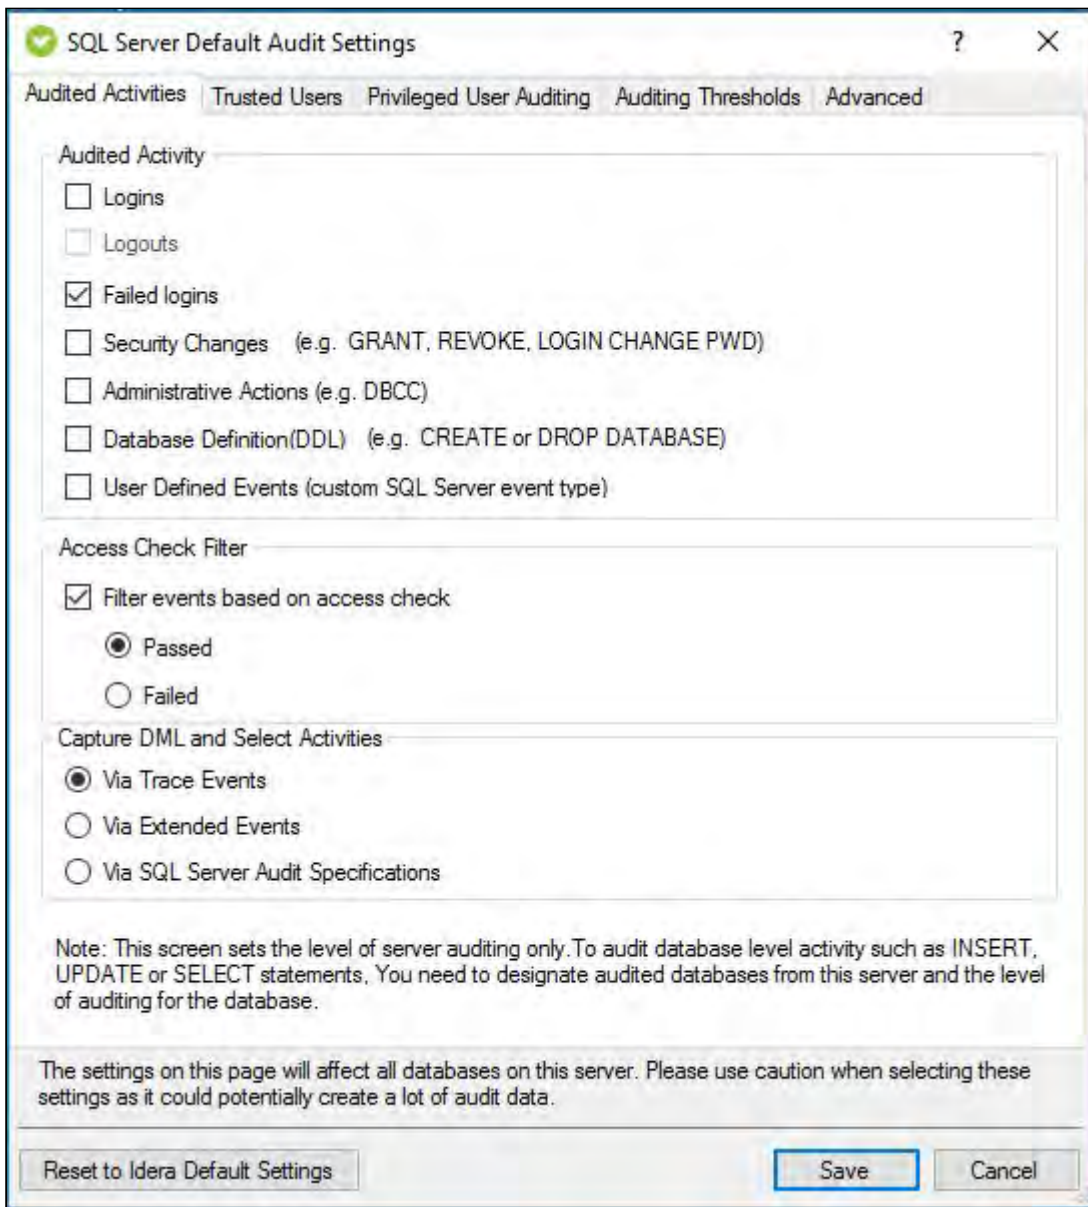 SQL Server Default Audit Settings
?
Audited Activities Trusted Users Privileged User Auditing Auditing Thresholds Advanced
Audited Activity
Logins
Logouts
Failed logins
Security Changes (e.g. GRANT, REVOKE, LOGIN CHANGE PWD)
Administrative Actions (e.g. DBCC)
Database Definition(DDL) (e.g. CREATE or DROP DATABASE)
User Defined Events (custom SQL Server event type)
Access Check Filter
Filter events based on access check
Passed
Failed
Capture DML and Select Activities
Via Trace Events
Via Extended Events
Via SQL Server Audit Specifications
Note: This screen sets the level of server auditing only.To audit database level activity such as INSERT,
UPDATE or SELECT statements, You need to designate audited databases from this server and the level
of auditing for the database.
The settings on this page will affect all databases on this server. Please use caution when selecting these
settings as it could potentially create a lot of audit data.
Reset to Idera Default Settings Save Cancel